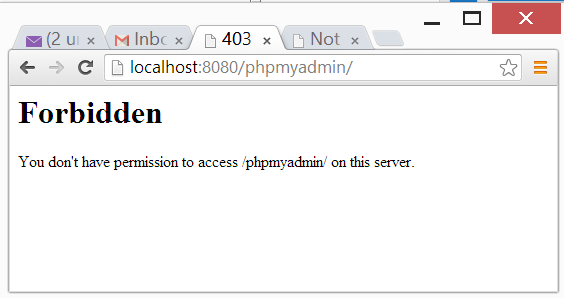 (2 u
Inbo
403
Not
localhost:8080/phpmyadmin/
Forbidden
You don't have permission to access /phpmyadmin/ on this server.